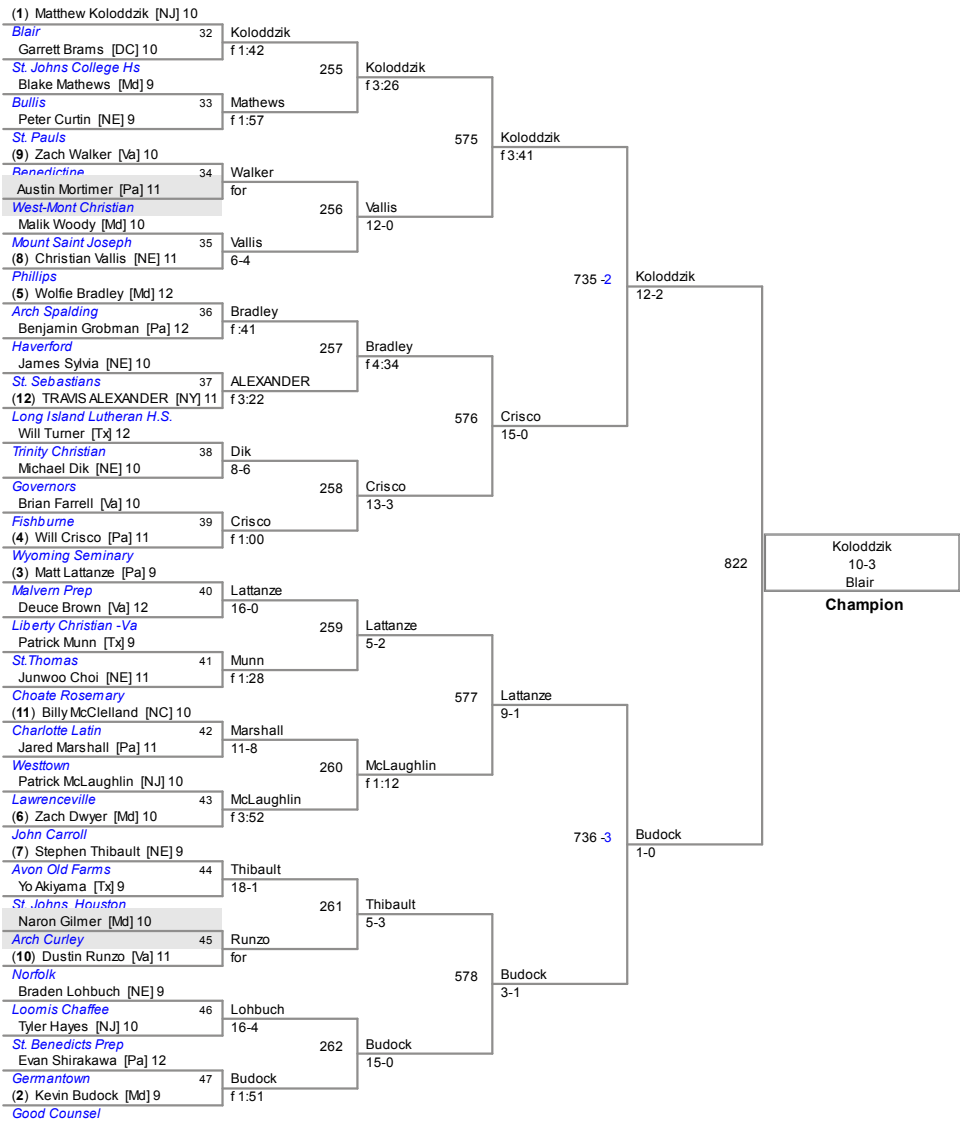 (1) Matthew Koloddzik [NJ] 10
Blair 32
Garrett Brams [DC] 10
St. Johns College Hs
Blake Mathews [Md] 9
Bullis 33
Peter Curtin [NE] 9
St. Pauls
(9) Zach Walker [Va] 10
Benedictine 34
Austin Mortimer [Pa] 11
West-Mont Christian
Malik Woody [Md] 10
Mount Saint Joseph 35
(8) Christian Vallis [NE] 11
Phillips
(5) Wolfie Bradley [Md] 12
Arch Spalding 36
Benjamin Grobman [Pa] 12
Haverford
James Sylvia [NE] 10
St. Sebastians 37
(12) TRAVIS ALEXANDER [NY] 11
Long Island Lutheran H.S.
Will Turner [Tx] 12
Trinity Christian 38
Michael Dik [NE] 10
Governors
Brian Farrell [Va] 10
Fishburne 39
(4) Will Crisco [Pa] 11
Wyoming Seminary
(3) Matt Lattanze [Pa] 9
Malvern Prep 40
Deuce Brown [Va] 12
Liberty Christian -Va
Patrick Munn [Tx] 9
St.Thomas 41
Junwoo Choi [NE] 11
Choate Rosemary
(11) Billy McClelland [NC] 10
Charlotte Latin 42
Jared Marshall [Pa] 11
Westtown
Patrick McLaughlin [NJ] 10
Lawrenceville 43
(6) Zach Dwyer [Md] 10
John Carroll
(7) Stephen Thibault [NE] 9
Avon Old Farms 44
Yo Akiyama [Tx] 9
St. Johns Houston
Naron Gilmer [Md] 10
Arch Curley 45
(10) Dustin Runzo [Va] 11
Norfolk
Braden Lohbuch [NE] 9
Loomis Chaffee 46
Tyler Hayes [NJ] 10
St. Benedicts Prep
Evan Shirakawa [Pa] 12
Germantown 47
(2) Kevin Budock [Md] 9
Good Counsel
Koloddzik
f 1:42
255
Mathews
f 1:57
Walker
for
256
Vallis
6-4
Bradley
f :41
257
ALEXANDER
f 3:22
Dik
8-6
258
Crisco
f 1:00
Lattanze
16-0
259
Munn
f 1:28
Marshall
11-8
260
McLaughlin
f 3:52
Thibault
18-1
261
Runzo
for
Lohbuch
16-4
262
Budock
f 1:51
Koloddzik
f 3:26
575
Vallis
12-0
Bradley
f 4:34
576
Crisco
13-3
Lattanze
5-2
577
McLaughlin
f 1:12
Thibault
5-3
578
Budock
15-0
Koloddzik
f 3:41
735 -2
Crisco
15-0
Lattanze
9-1
736 -3
Budock
3-1
Koloddzik
12-2
822
Budock
1-0
Koloddzik
10-3
Blair
Champion